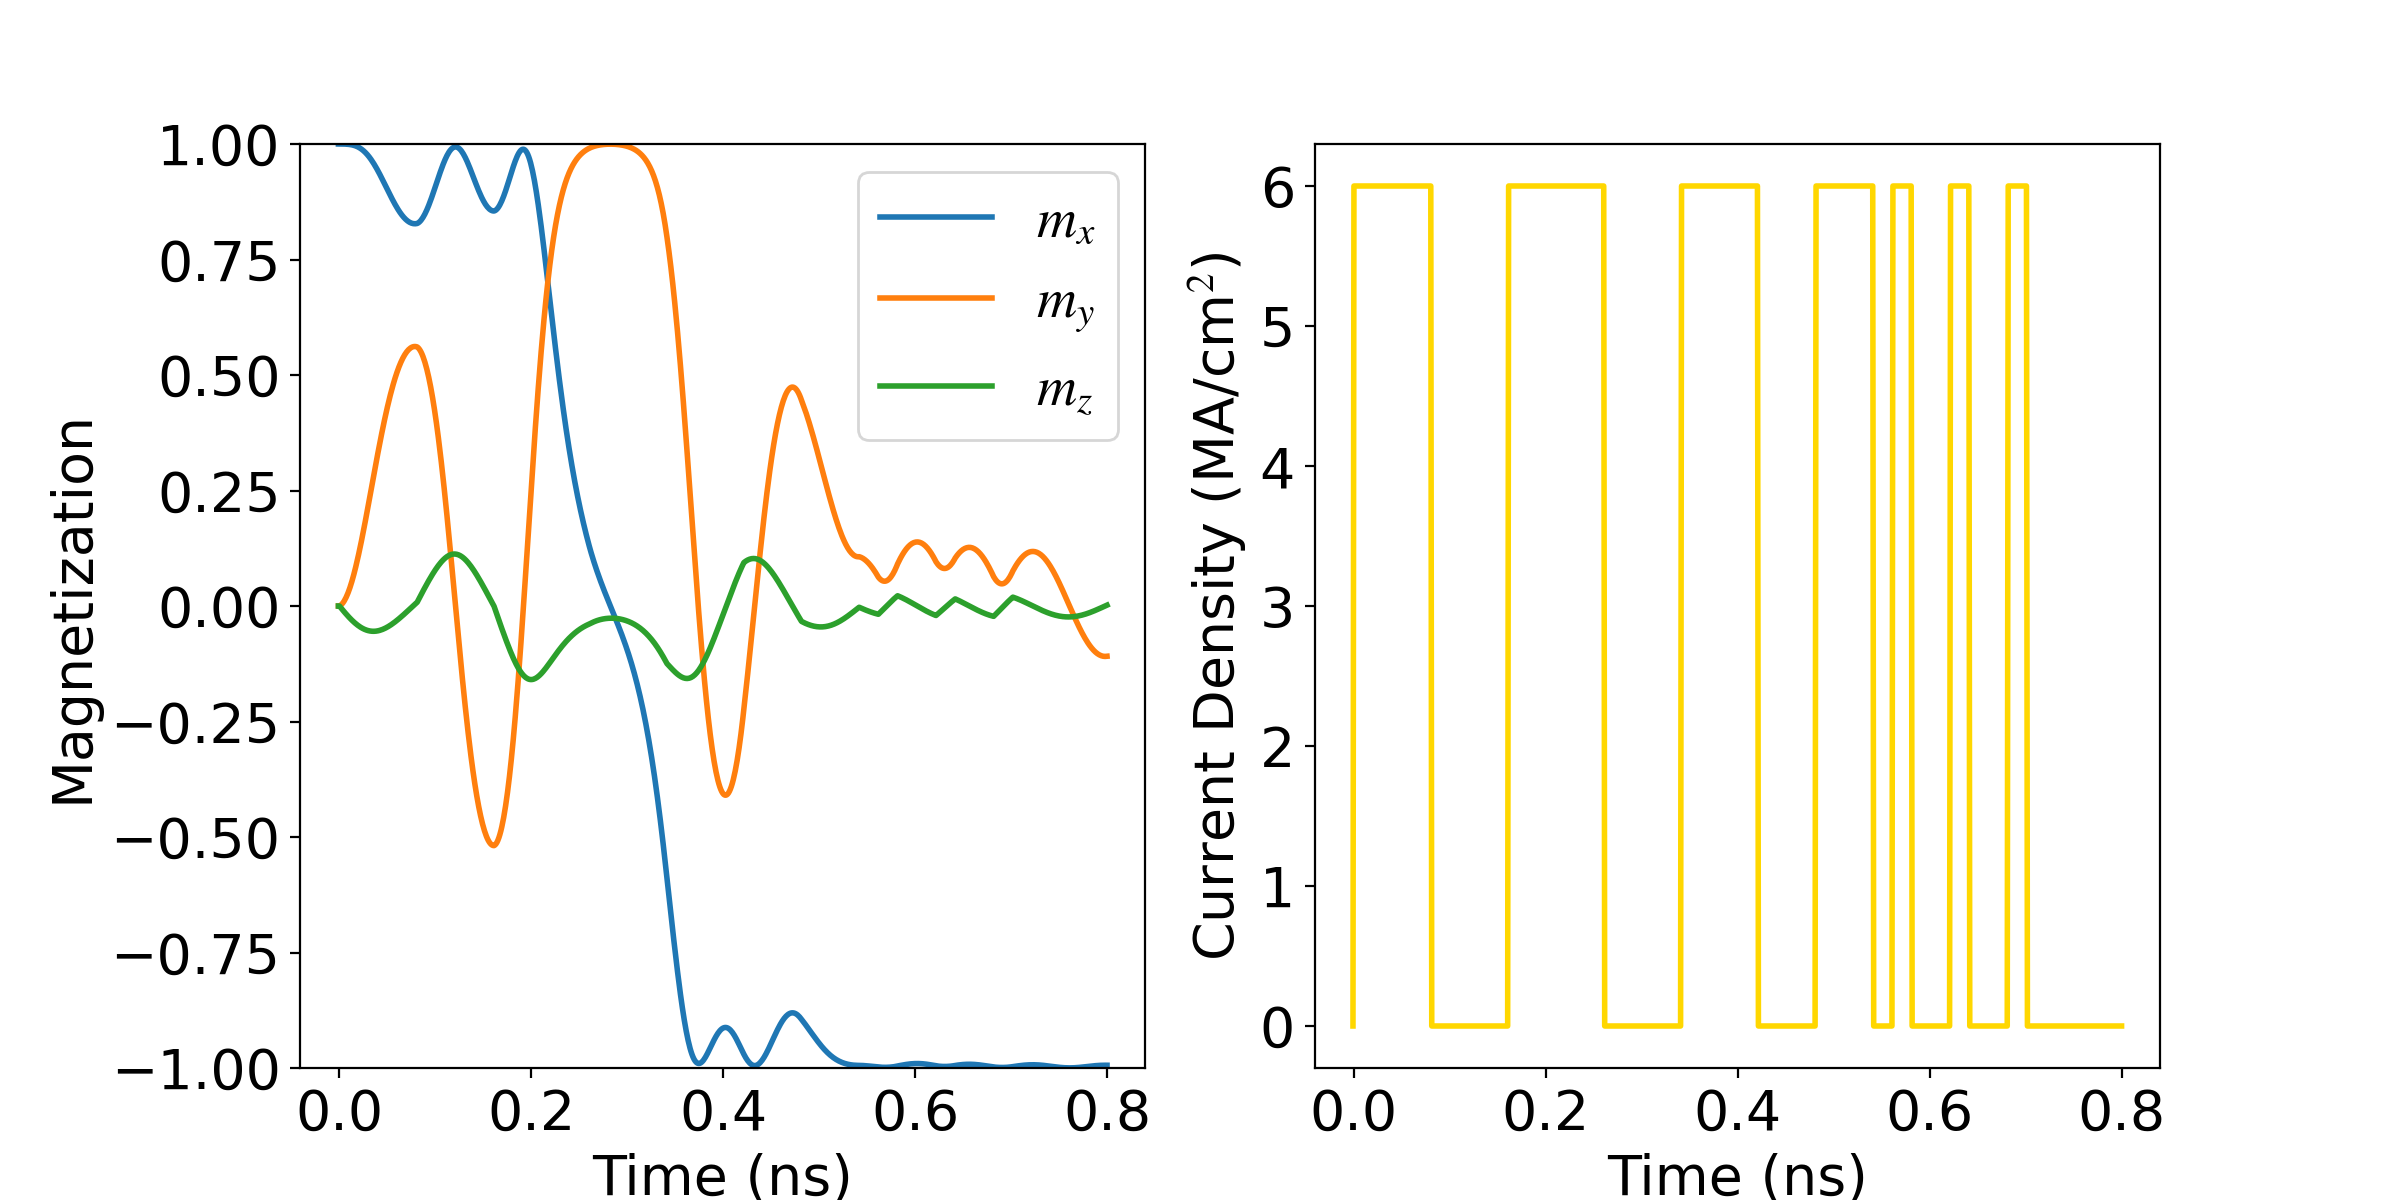 1.00
0.75
0.50
0.25
0.00
−0.25
−0.50
−0.75
−1.00
Magnetization
0.0 0.2 0.4 0.6 0.8
Time (ns)
m_x
m_y
m_z
6
5
4
3
2
1
0
Current Density (MA/cm²)
0.0 0.2 0.4 0.6 0.8
Time (ns)